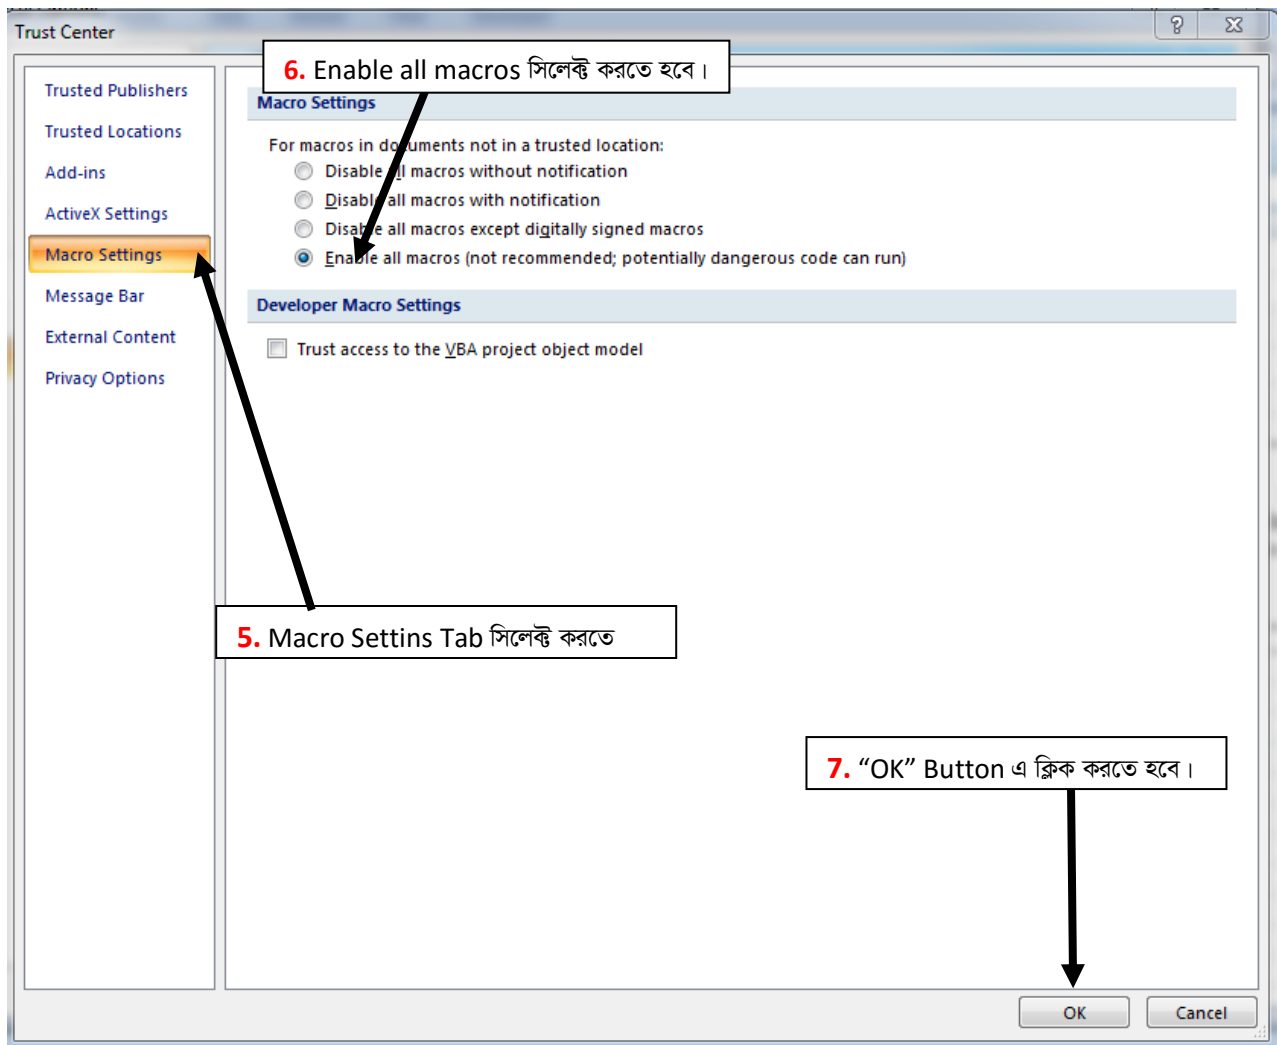 Trust Center
6. Enable all macros সিলেক্ট করতে হবে।
Trusted Publishers
Trusted Locations
Add-ins
ActiveX Settings
Macro Settings
Message Bar
External Content
Privacy Options
Macro Settings
For macros in documents not in a trusted location:
Disable all macros without notification
Disable all macros with notification
Disable all macros except digitally signed macros
Enable all macros (not recommended; potentially dangerous code can run)
Developer Macro Settings
Trust access to the VBA project object model
5. Macro Settins Tab সিলেক্ট করতে
7. “OK” Button এ ক্লিক করতে হবে।
OK
Cancel